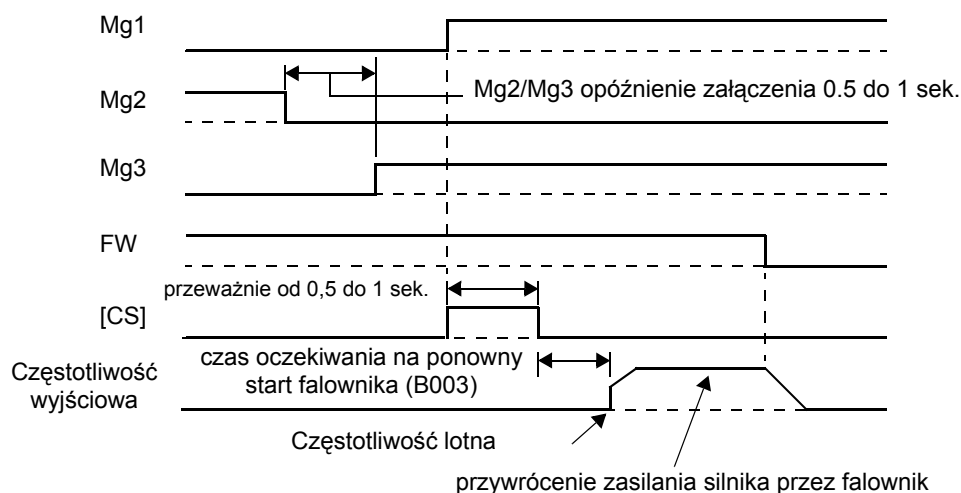 Mg1
Mg2/Mg3 opóźnienie załączenia 0.5 do 1 sek.
Mg2
Mg3
FW
przeważnie od 0,5 do 1 sek.
[CS]
czas oczekiwania na ponowny
start falownika (B003)
Częstotliwość
wyjściowa
Częstotliwość lotna
przywrócenie zasilania silnika przez falownik